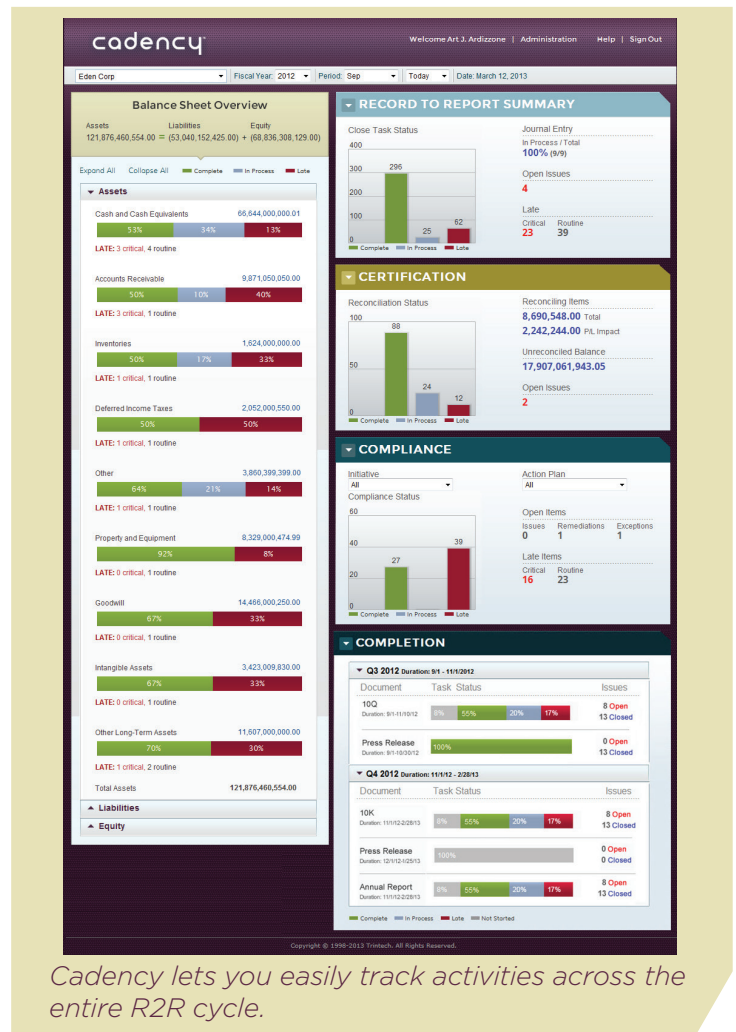 cadency
Welcome Art J. Ardizzone | Administration Help | Sign Out
Eden Corp Fiscal Year: 2012 Period: Sep Today Date: March 12, 2013
Balance Sheet Overview
Assets Liabilities Equity
121,876,460,554.00 = (53,040,152,425.00) + (68,836,308,129.00)
Expand All Collapse All Complete In Process Late
Assets
Cash and Cash Equivalents 66,644,000,000.01
53% 34% 13%
LATE: 3 critical, 4 routine
Accounts Receivable 9,871,050,050.00
50% 10% 40%
LATE: 3 critical, 1 routine
Inventories 1,624,000,000.00
50% 17% 33%
LATE: 1 critical, 1 routine
Deferred Income Taxes 2,052,000,550.00
50% 50%
LATE: 1 critical, 1 routine
Other 3,860,399,399.00
64% 21% 14%
LATE: 1 critical, 1 routine
Property and Equipment 8,329,000,474.99
92% 8%
LATE: 0 critical, 1 routine
Goodwill 14,466,000,250.00
67% 33%
LATE: 0 critical, 1 routine
Intangible Assets 3,423,009,830.00
67% 33%
LATE: 0 critical, 1 routine
Other Long-Term Assets 11,607,000,000.00
70% 30%
LATE: 1 critical, 2 routine
Total Assets 121,876,460,554.00
Liabilities
Equity
RECORD TO REPORT SUMMARY
Close Task Status
400
300
200
100
0
296
25
62
Complete In Process Late
Journal Entry
In Process / Total
100% (9/9)
Open Issues
4
Late
Critical Routine
23 39
CERTIFICATION
Reconciliation Status
100
50
0
88
24
12
Complete In Process Late
Reconciling Items
8,690,548.00 Total
2,242,244.00 P/L Impact
Unreconciled Balance
17,907,061,943.05
Open Issues
2
COMPLIANCE
Initiative
All
Compliance Status
60
40
20
0
27
39
Complete In Process Late
Action Plan
All
Open Items
Issues Remediations Exceptions
0 1 1
Late Items
Critical Routine
16 23
COMPLETION
Q3 2012 Duration: 9/1 - 11/1/2012
Document Task Status Issues
10Q 8% 55% 20% 17% 8 Open
Duration: 9/1-11/10/12 13 Closed
Press Release 100% 0 Open
Duration: 9/1-10/30/12 13 Closed
Q4 2012 Duration: 11/1/12 - 2/28/13
Document Task Status Issues
10K 8% 55% 20% 17% 8 Open
Duration: 11/1/12-2/28/13 13 Closed
Press Release 100% 0 Open
Duration: 12/1/12-1/25/13 0 Closed
Annual Report 8% 55% 20% 17% 8 Open
Duration: 11/1/12-2/28/13 13 Closed
Complete In Process Late Not Started
Copyright © 1998-2013 Trintech. All Rights Reserved.
Cadency lets you easily track activities across the
entire R2R cycle.